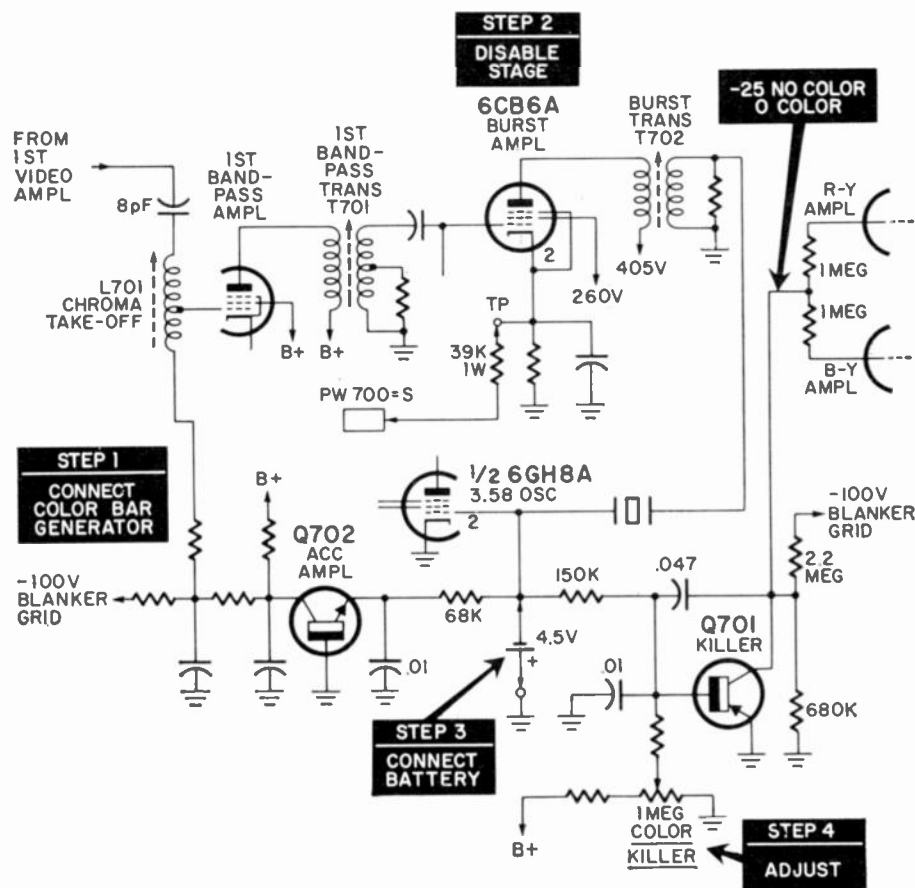 STEP 2
DISABLE
STAGE
-25 NO COLOR
O COLOR
6CB6A
BURST
AMPL
BURST
TRANS
T702
FROM
1ST
VIDEO
AMPL
8pF
1ST
BAND-
PASS
AMPL
1ST
BAND-
PASS
TRANS
T701
R-Y
AMPL
1MEG
1MEG
B-Y
AMPL
2
405V
260V
L701
CHROMA
TAKE-OFF
B+
B+
TP
39K
1W
PW 700=S
STEP 1
CONNECT
COLOR BAR
GENERATOR
B+
1/2 6GH8A
3.58 OSC
2
-100V
BLANKER
GRID
2.2
MEG
Q702
ACC
AMPL
-100V
BLANKER
GRID
68K
150K
.047
Q701
KILLER
4.5V
+
.01
.01
680K
STEP 3
CONNECT
BATTERY
1MEG
COLOR
KILLER
B+
STEP 4
ADJUST